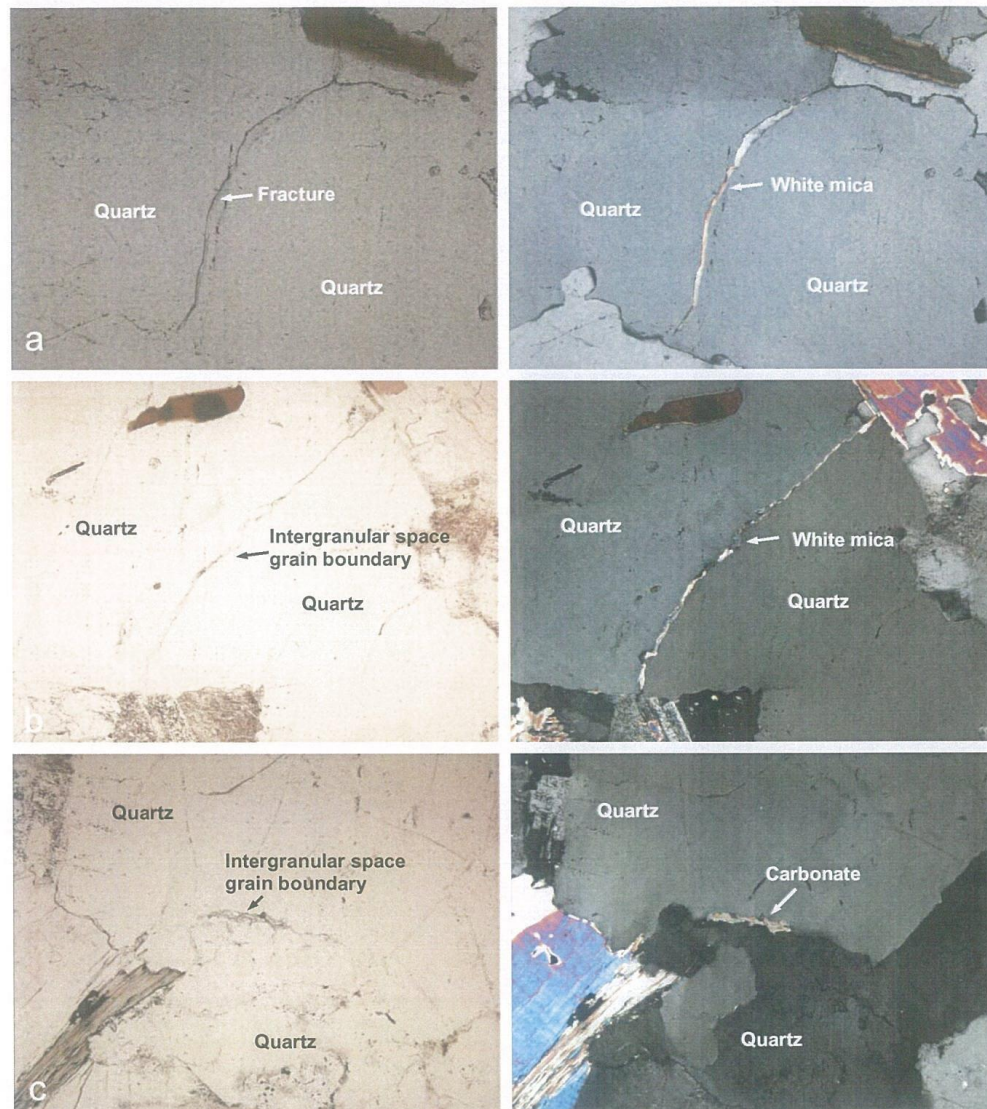 Quartz
Fracture
Quartz
a
Quartz
White mica
Quartz
Quartz
Intergranular space
grain boundary
Quartz
b
Quartz
White mica
Quartz
Quartz
Intergranular space
grain boundary
Quartz
c
Quartz
Carbonate
Quartz